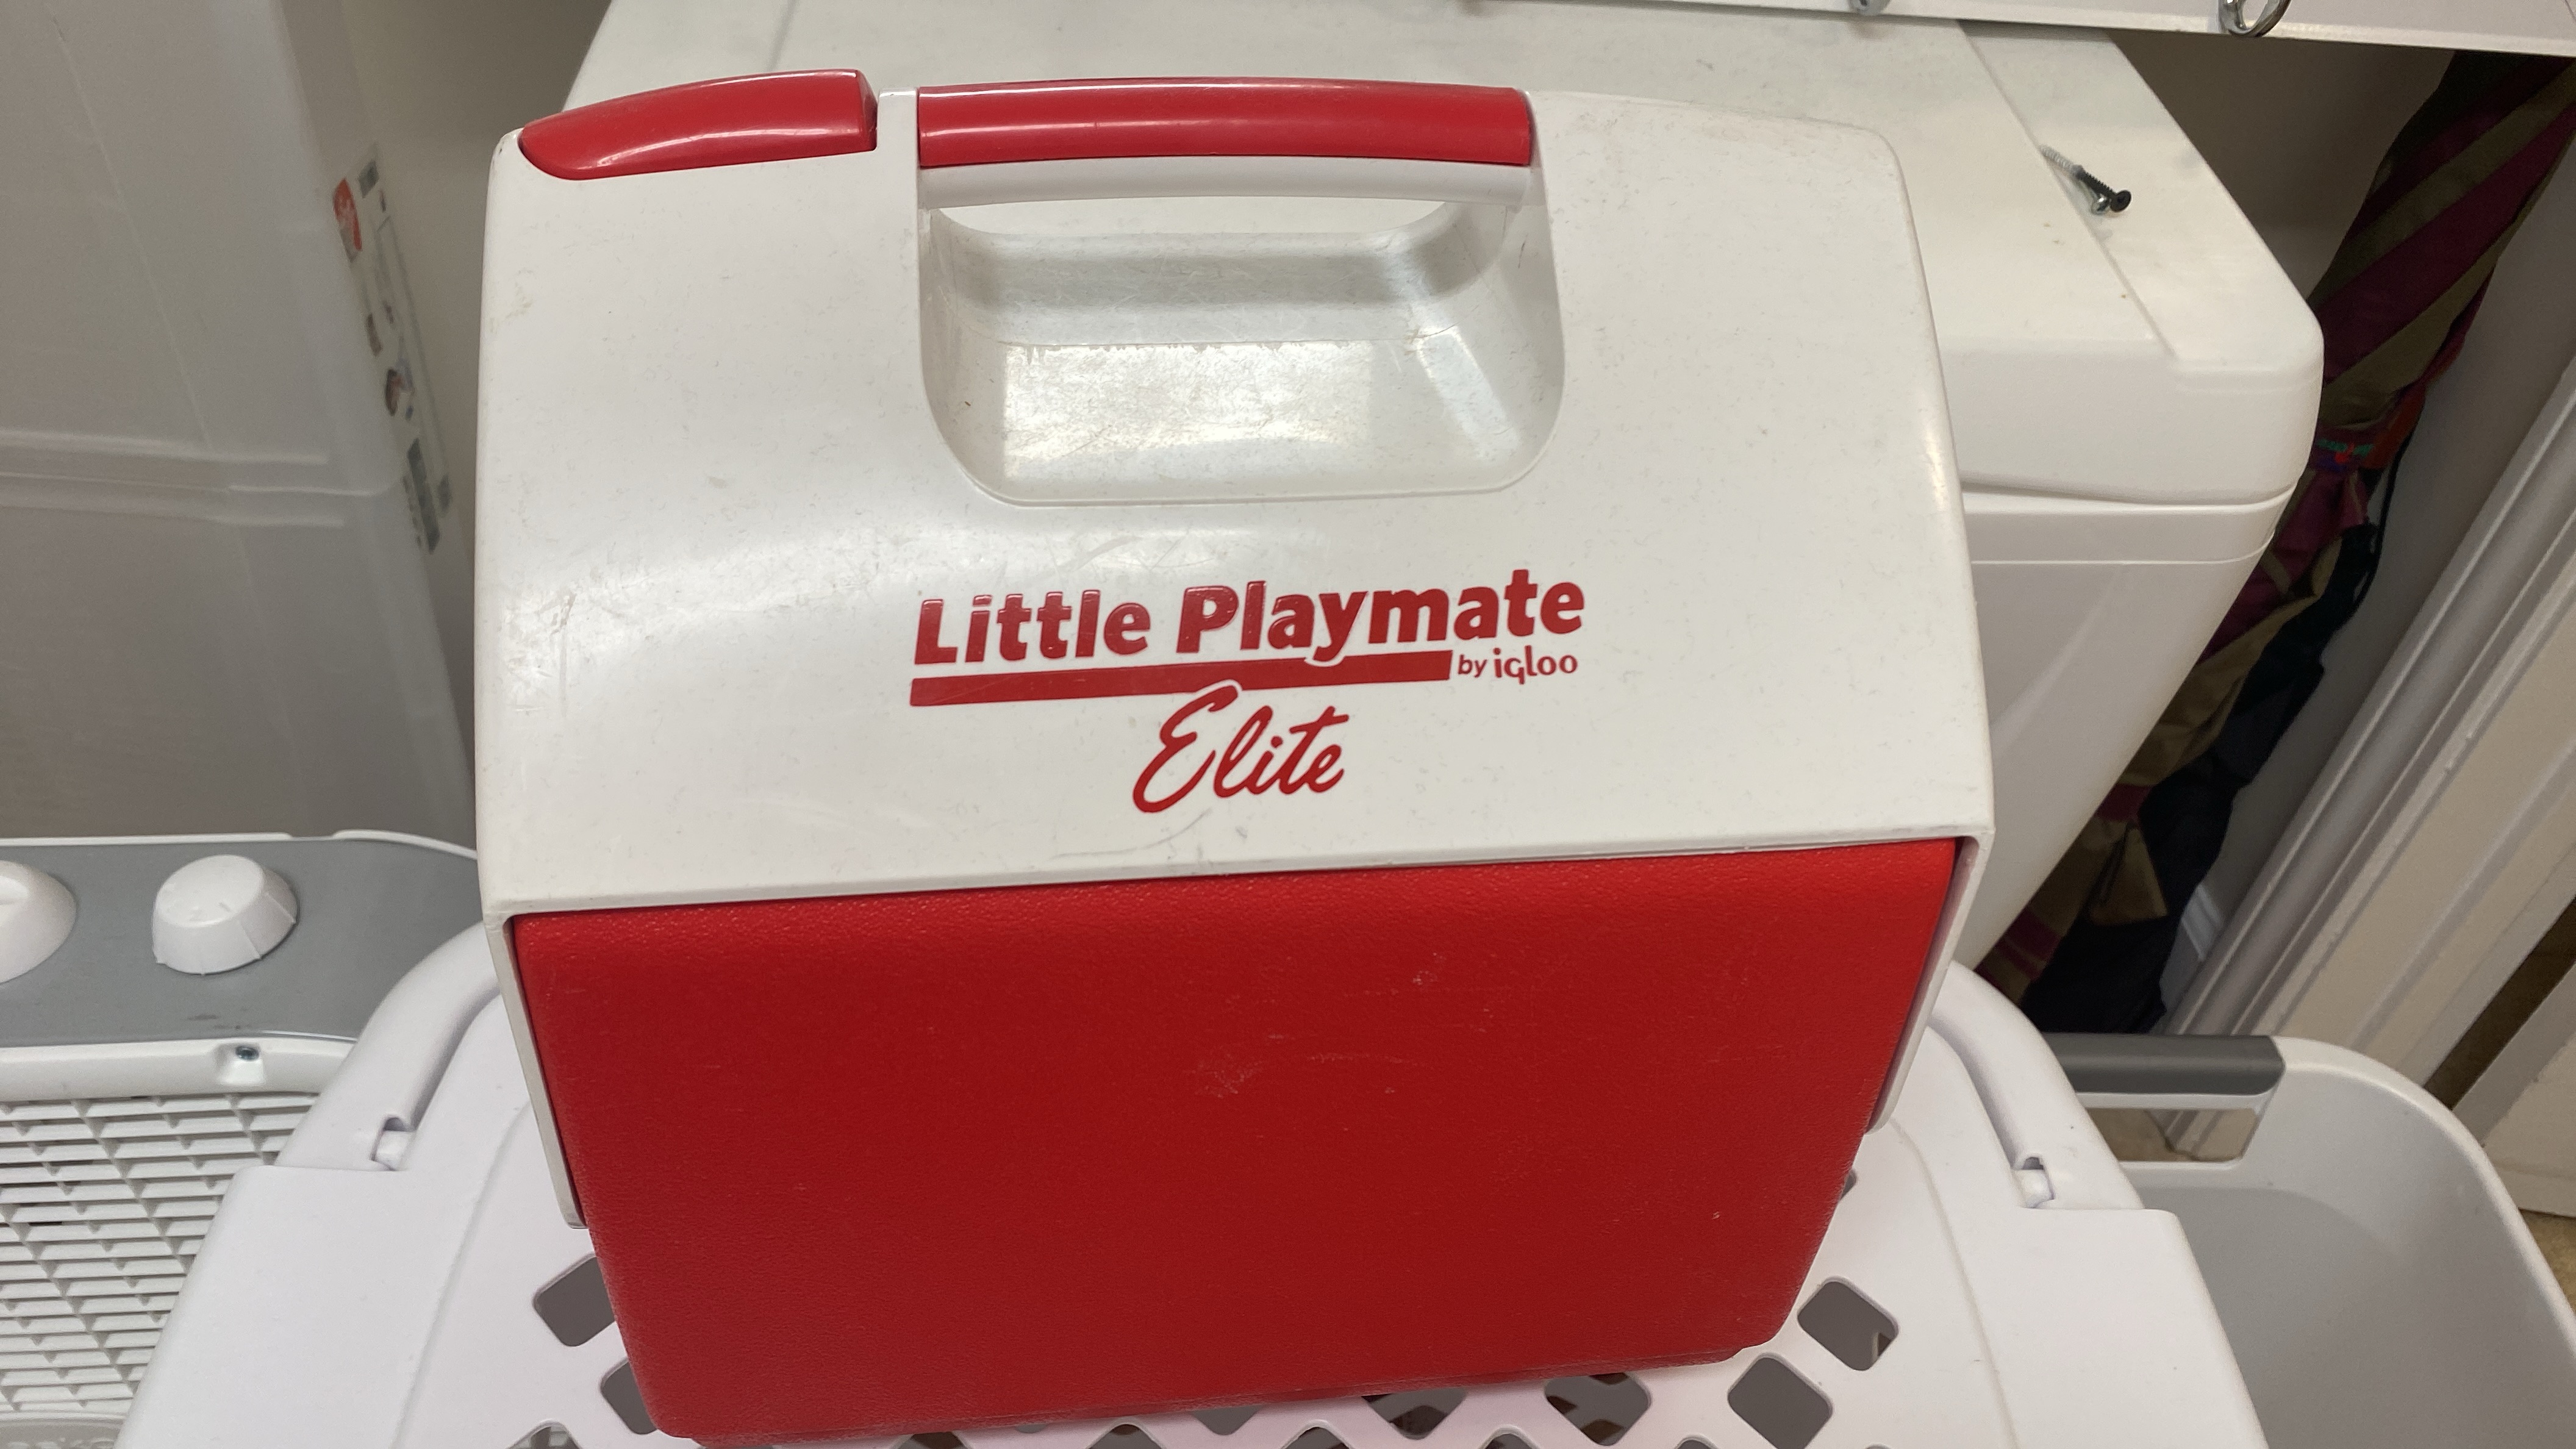 Little Playmate
by igloo
Elite